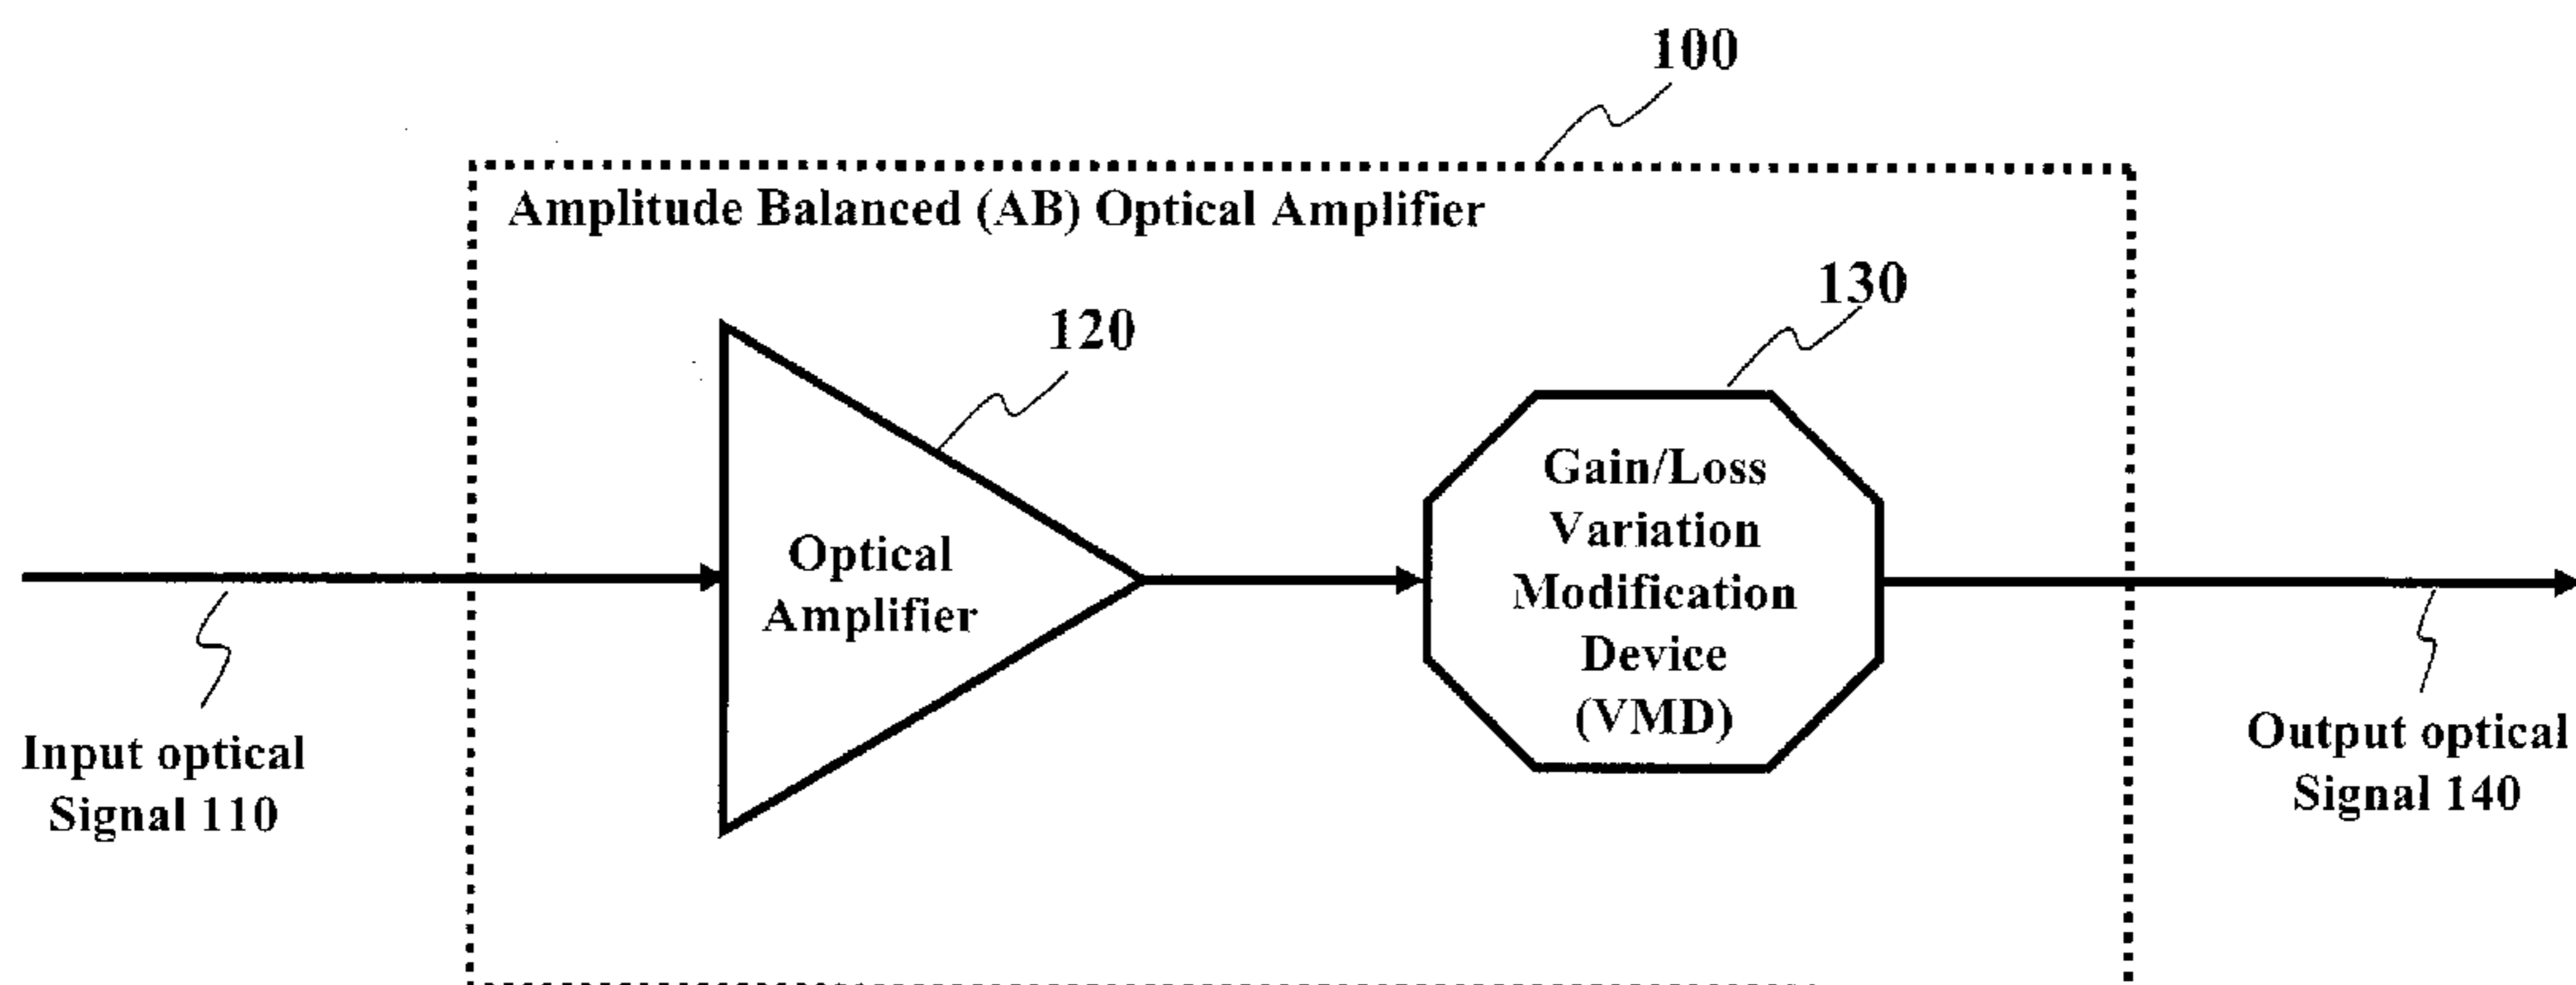 100
Amplitude Balanced (AB) Optical Amplifier
130
120
Gain/Loss
Variation
Modification
Device
(VMD)
Optical
Amplifier
Input optical
Signal 110
Output optical
Signal 140